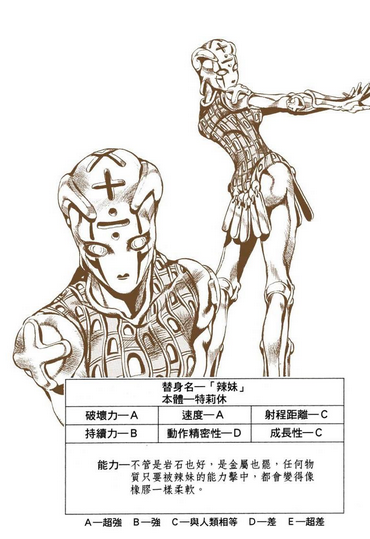 替身名—「辣妹」
本體—特莉休
破壞力—A 速度—A 射程距離—C
持續力—B 動作精密性—D 成長性—C
能力—不管是岩石也好，是金屬也罷，任何物
質只要被辣妹的能力擊中，都會變得像
橡膠一樣柔軟。
A—超強 B—強 C—與人類相等 D—差 E—超差